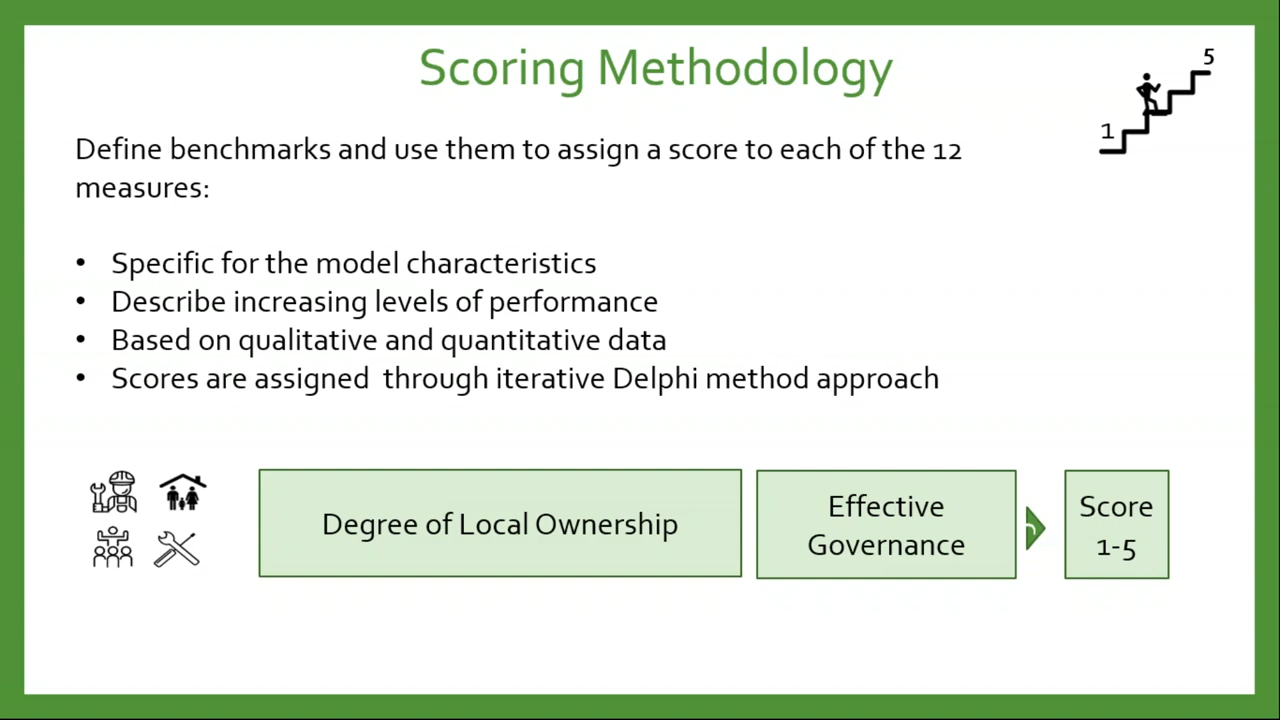 Scoring Methodology
5
1
Define benchmarks and use them to assign a score to each of the 12
measures:
• Specific for the model characteristics
• Describe increasing levels of performance
• Based on qualitative and quantitative data
• Scores are assigned  through iterative Delphi method approach
Degree of Local Ownership
Effective
Governance
Score
1-5